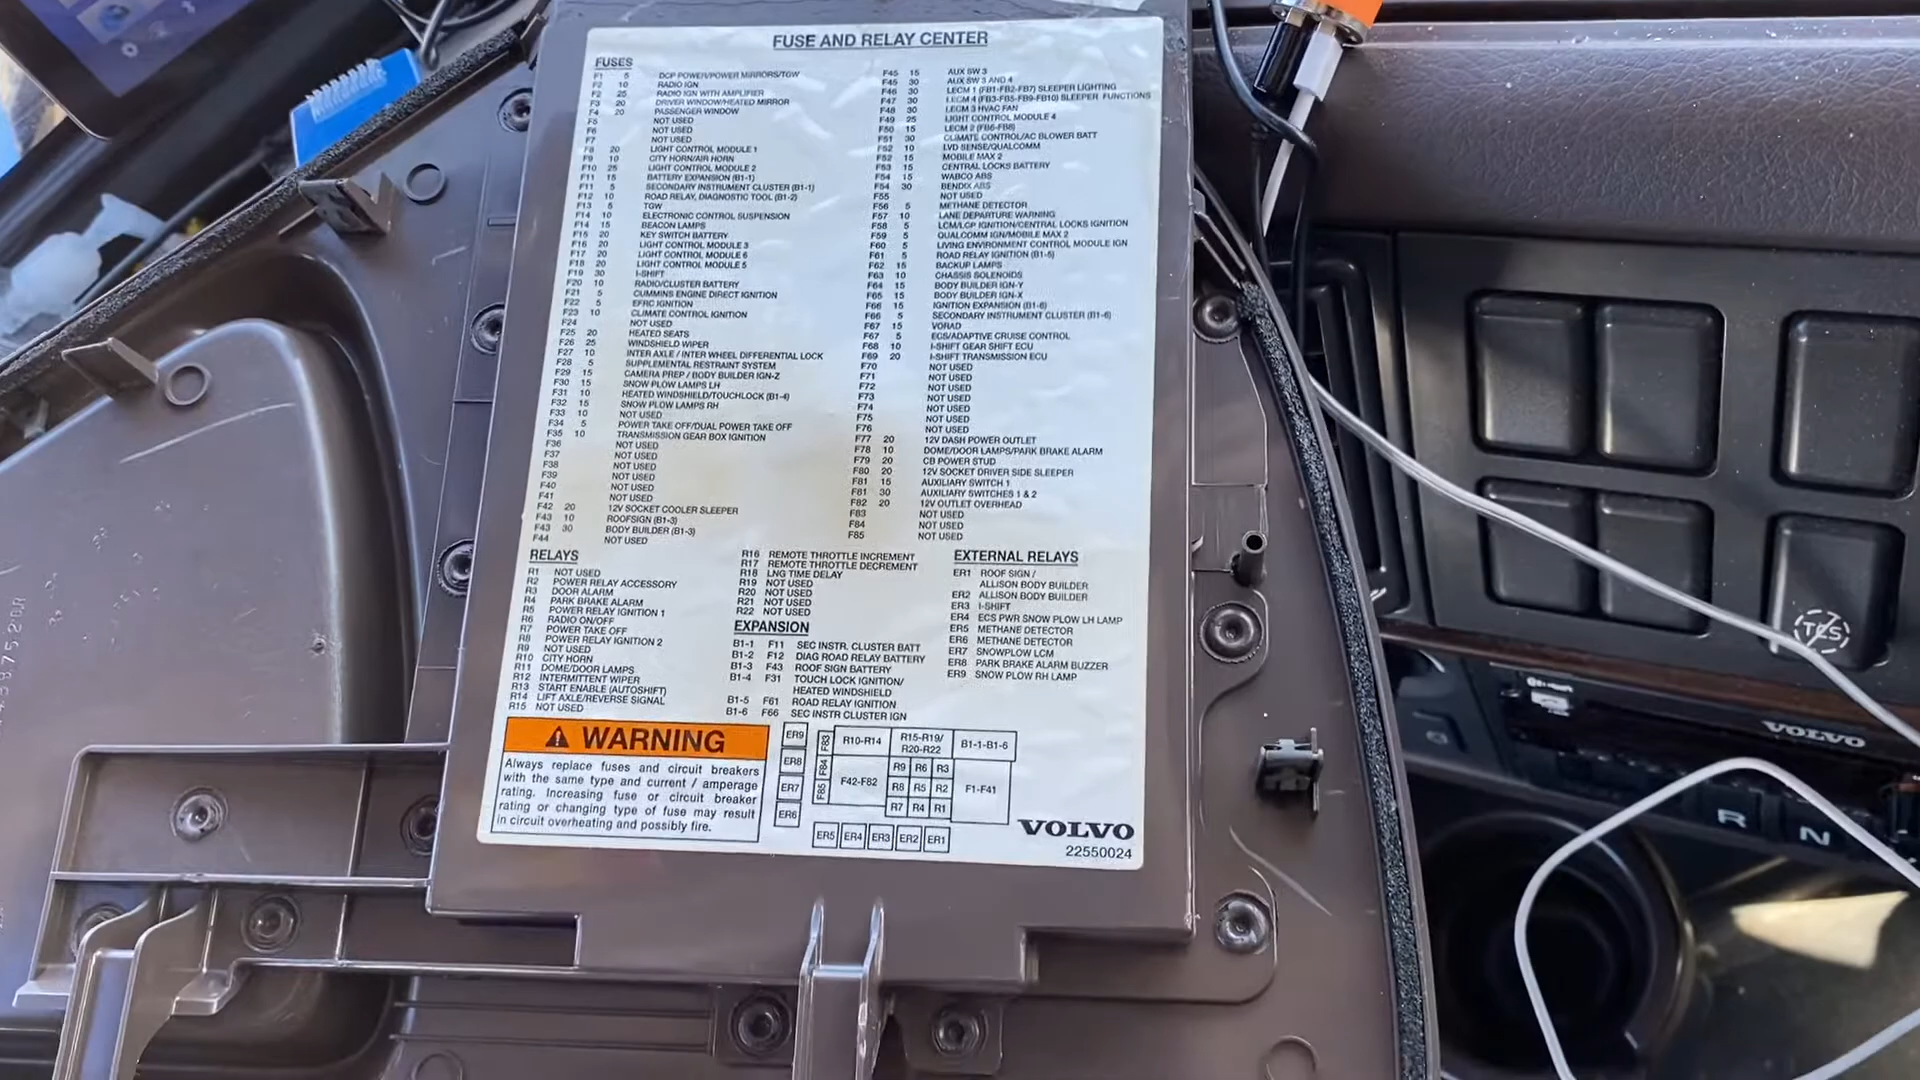 FUSE AND RELAY CENTER
FUSES
F1 5 DCP POWER/POWER MIRRORS/TGW
F2 10 RADIO IGN
F2 25 RADIO IGN WITH AMPLIFIER
F3 20 DRIVER WINDOW/HEATED MIRROR
F4 20 PASSENGER WINDOW
F5 NOT USED
F6 NOT USED
F7 NOT USED
F8 20 LIGHT CONTROL MODULE 1
F9 10 CITY HORN/AIR HORN
F10 25 LIGHT CONTROL MODULE 2
F11 15 BATTERY EXPANSION (B1-1)
F11 5 SECONDARY INSTRUMENT CLUSTER (B1-1)
F12 10 ROAD RELAY, DIAGNOSTIC TOOL (B1-2)
F13 5 TGW
F14 10 ELECTRONIC CONTROL SUSPENSION
F14 15 BEACON LAMPS
F15 20 KEY SWITCH BATTERY
F16 20 LIGHT CONTROL MODULE 3
F17 20 LIGHT CONTROL MODULE 6
F18 20 LIGHT CONTROL MODULE 5
F19 30 I-SHIFT
F20 10 RADIO/CLUSTER BATTERY
F21 5 CUMMINS ENGINE DIRECT IGNITION
F22 5 EFRC IGNITION
F23 10 CLIMATE CONTROL IGNITION
F24 NOT USED
F25 20 HEATED SEATS
F26 25 WINDSHIELD WIPER
F27 10 INTER AXLE / INTER WHEEL DIFFERENTIAL LOCK
F28 5 SUPPLEMENTAL RESTRAINT SYSTEM
F29 15 CAMERA PREP / BODY BUILDER IGN-Z
F30 15 SNOW PLOW LAMPS LH
F31 10 HEATED WINDSHIELD/TOUCHLOCK (B1-4)
F32 15 SNOW PLOW LAMPS RH
F33 10 NOT USED
F34 5 POWER TAKE OFF/DUAL POWER TAKE OFF
F35 10 TRANSMISSION GEAR BOX IGNITION
F36 NOT USED
F37 NOT USED
F38 NOT USED
F39 NOT USED
F40 NOT USED
F41 NOT USED
F42 20 12V SOCKET COOLER SLEEPER
F43 10 ROOFSIGN (B1-3)
F43 30 BODY BUILDER (B1-3)
F44 NOT USED
F45 15 AUX SW 3
F45 30 AUX SW 3 AND 4
F46 30 LECM 1 (FB1-FB2-FB7) SLEEPER LIGHTING
F47 30 LECM 4 (FB3-FB5-FB9-FB10) SLEEPER FUNCTIONS
F48 30 LECM 3 HVAC FAN
F49 25 LIGHT CONTROL MODULE 4
F50 15 LECM 2 (FB6-FB8)
F51 30 CLIMATE CONTROL/AC BLOWER BATT
F52 10 LVD SENSE/QUALCOMM
F52 15 MOBILE MAX 2
F53 15 CENTRAL LOCKS BATTERY
F54 15 WABCO ABS
F54 30 BENDIX ABS
F55 NOT USED
F56 5 METHANE DETECTOR
F57 10 LANE DEPARTURE WARNING
F58 5 LCM/LCP IGNITION/CENTRAL LOCKS IGNITION
F59 5 QUALCOMM IGN/MOBILE MAX 2
F60 5 LIVING ENVIRONMENT CONTROL MODULE IGN
F61 5 ROAD RELAY IGNITION (B1-5)
F62 15 BACKUP LAMPS
F63 10 CHASSIS SOLENOIDS
F64 15 BODY BUILDER IGN-Y
F65 15 BODY BUILDER IGN-X
F66 15 IGNITION EXPANSION (B1-6)
F66 5 SECONDARY INSTRUMENT CLUSTER (B1-6)
F67 15 VORAD
F67 5 ECS/ADAPTIVE CRUISE CONTROL
F68 10 I-SHIFT GEAR SHIFT ECU
F69 20 I-SHIFT TRANSMISSION ECU
F70 NOT USED
F71 NOT USED
F72 NOT USED
F73 NOT USED
F74 NOT USED
F75 NOT USED
F76 NOT USED
F77 20 12V DASH POWER OUTLET
F78 10 DOME/DOOR LAMPS/PARK BRAKE ALARM
F79 20 CB POWER STUD
F80 20 12V SOCKET DRIVER SIDE SLEEPER
F81 15 AUXILIARY SWITCH 1
F81 30 AUXILIARY SWITCHES 1 & 2
F82 20 12V OUTLET OVERHEAD
F83 NOT USED
F84 NOT USED
F85 NOT USED
RELAYS
R1 NOT USED
R2 POWER RELAY ACCESSORY
R3 DOOR ALARM
R4 PARK BRAKE ALARM
R5 POWER RELAY IGNITION 1
R6 RADIO ON/OFF
R7 POWER TAKE OFF
R8 POWER RELAY IGNITION 2
R9 NOT USED
R10 CITY HORN
R11 DOME/DOOR LAMPS
R12 INTERMITTENT WIPER
R13 START ENABLE (AUTOSHIFT)
R14 LIFT AXLE/REVERSE SIGNAL
R15 NOT USED
R16 REMOTE THROTTLE INCREMENT
R17 REMOTE THROTTLE DECREMENT
R18 LNG TIME DELAY
R19 NOT USED
R20 NOT USED
R21 NOT USED
R22 NOT USED
EXPANSION
B1-1 F11 SEC INSTR. CLUSTER BATT
B1-2 F12 DIAG ROAD RELAY BATTERY
B1-3 F43 ROOF SIGN BATTERY
B1-4 F31 TOUCH LOCK IGNITION/
HEATED WINDSHIELD
B1-5 F61 ROAD RELAY IGNITION
B1-6 F66 SEC INSTR CLUSTER IGN
EXTERNAL RELAYS
ER1 ROOF SIGN /
ALLISON BODY BUILDER
ER2 ALLISON BODY BUILDER
ER3 I-SHIFT
ER4 ECS PWR SNOW PLOW LH LAMP
ER5 METHANE DETECTOR
ER6 METHANE DETECTOR
ER7 SNOWPLOW LCM
ER8 PARK BRAKE ALARM BUZZER
ER9 SNOW PLOW RH LAMP
WARNING
Always replace fuses and circuit breakers
with the same type and current / amperage
rating. Increasing fuse or circuit breaker
rating or changing type of fuse may result
in circuit overheating and possibly fire.
ER9
ER8
ER7
ER6
F83
F84
F85
R10-R14
R15-R19/
R20-R22
B1-1-B1-6
F42-F82
R9 R6 R3
R8 R5 R2
R7 R4 R1
F1-F41
ER5 ER4 ER3 ER2 ER1
VOLVO
22550024
TCS
VOLVO
R
N